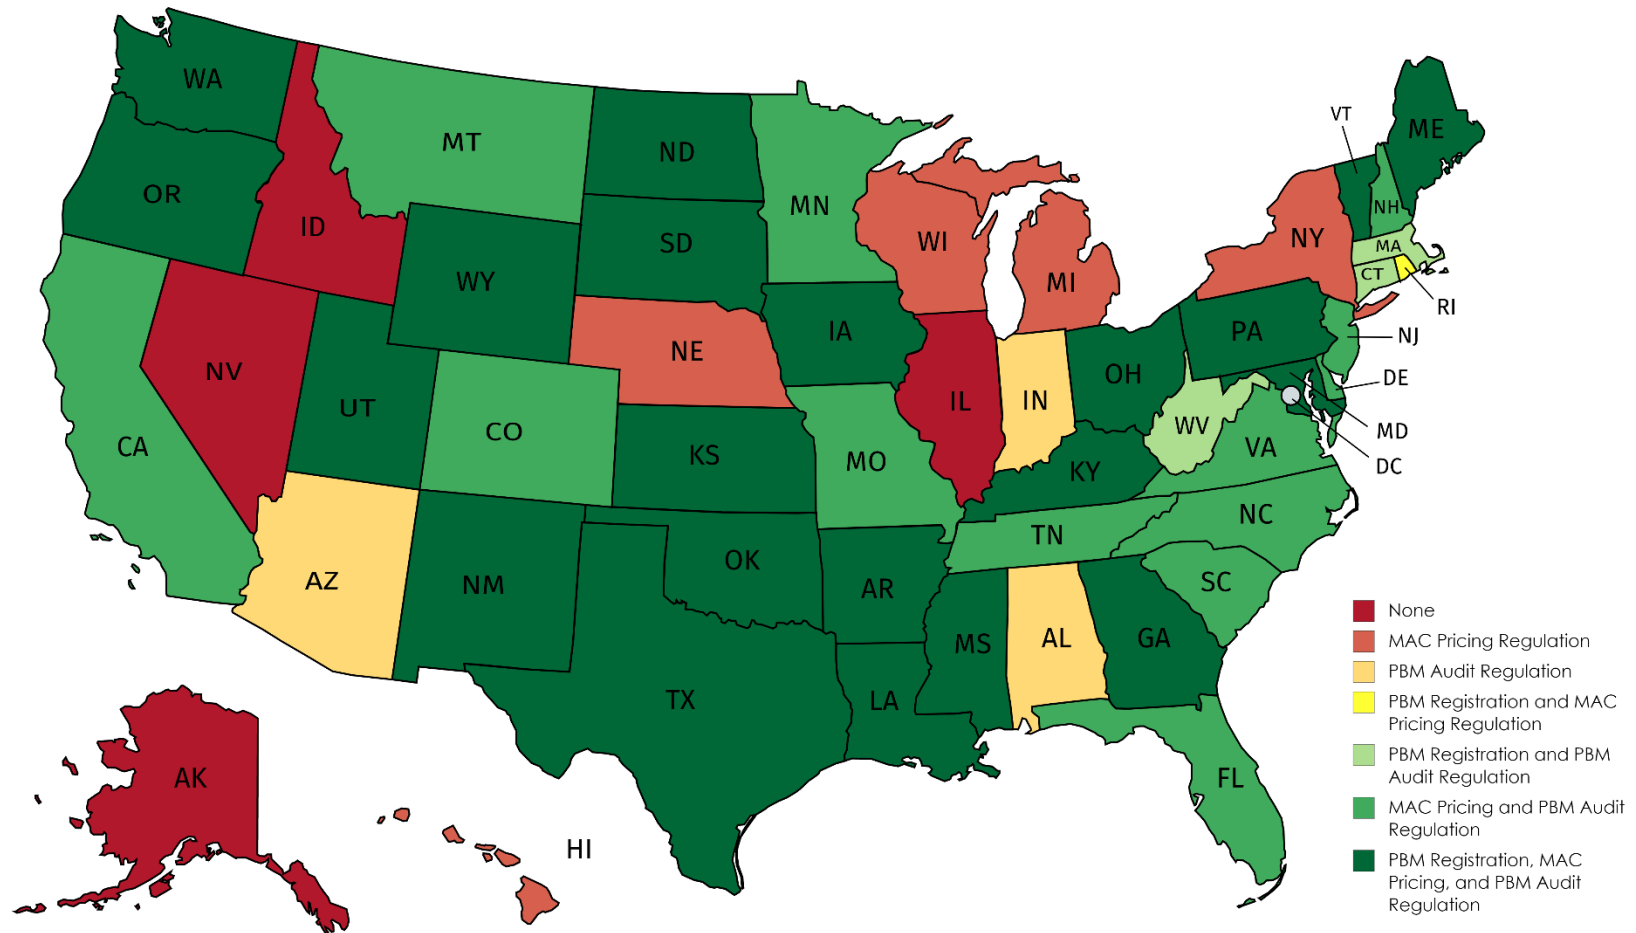 WA
MT
ND
MN
VT
ME
OR
ID
SD
WI
MI
NY
NH
MA
CT
RI
WY
NE
IA
PA
NJ
NV
UT
CO
IL
IN
OH
DE
MD
DC
CA
KS
MO
WV
VA
KY
AZ
NM
OK
AR
TN
NC
SC
MS
AL
GA
TX
LA
FL
AK
HI
None
MAC Pricing Regulation
PBM Audit Regulation
PBM Registration and MAC
Pricing Regulation
PBM Registration and PBM
Audit Regulation
MAC Pricing and PBM Audit
Regulation
PBM Registration, MAC
Pricing, and PBM Audit
Regulation